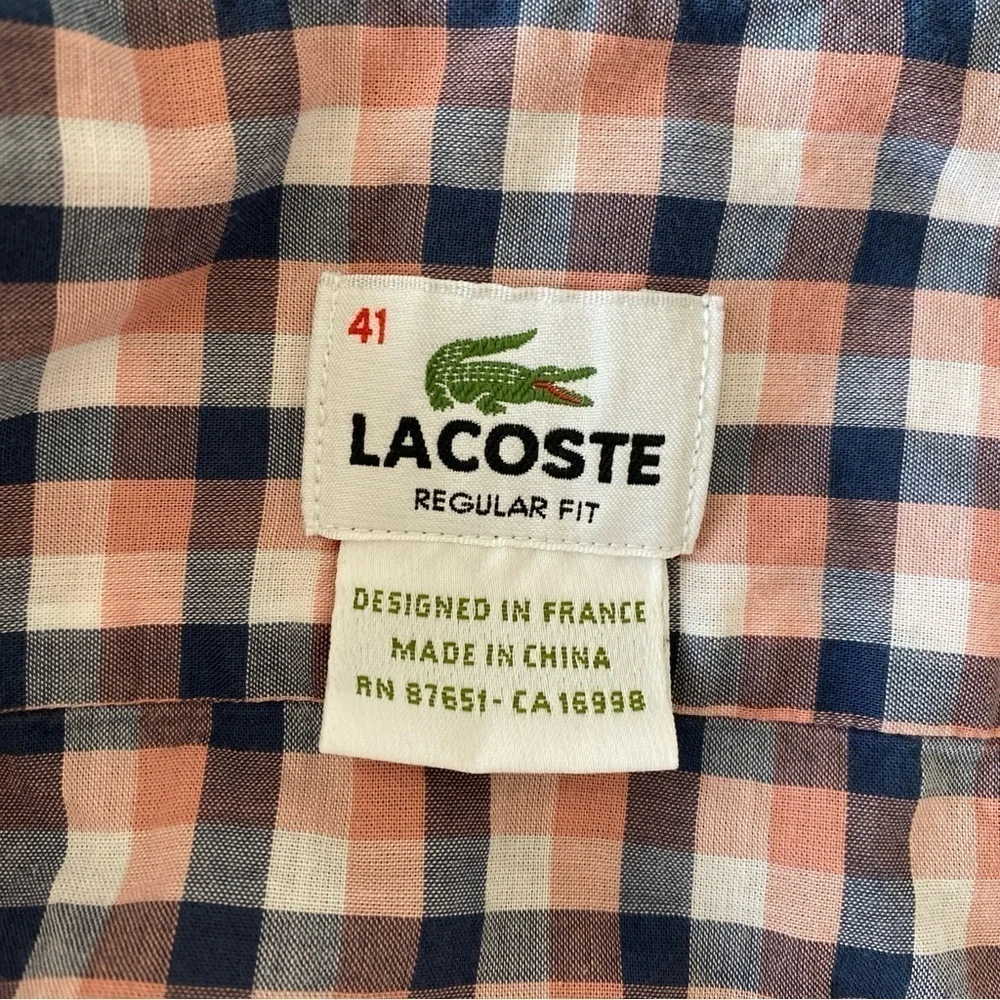 41
LACOSTE
REGULAR FIT
DESIGNED IN FRANCE
MADE IN CHINA
RN 87651 - CA 16998